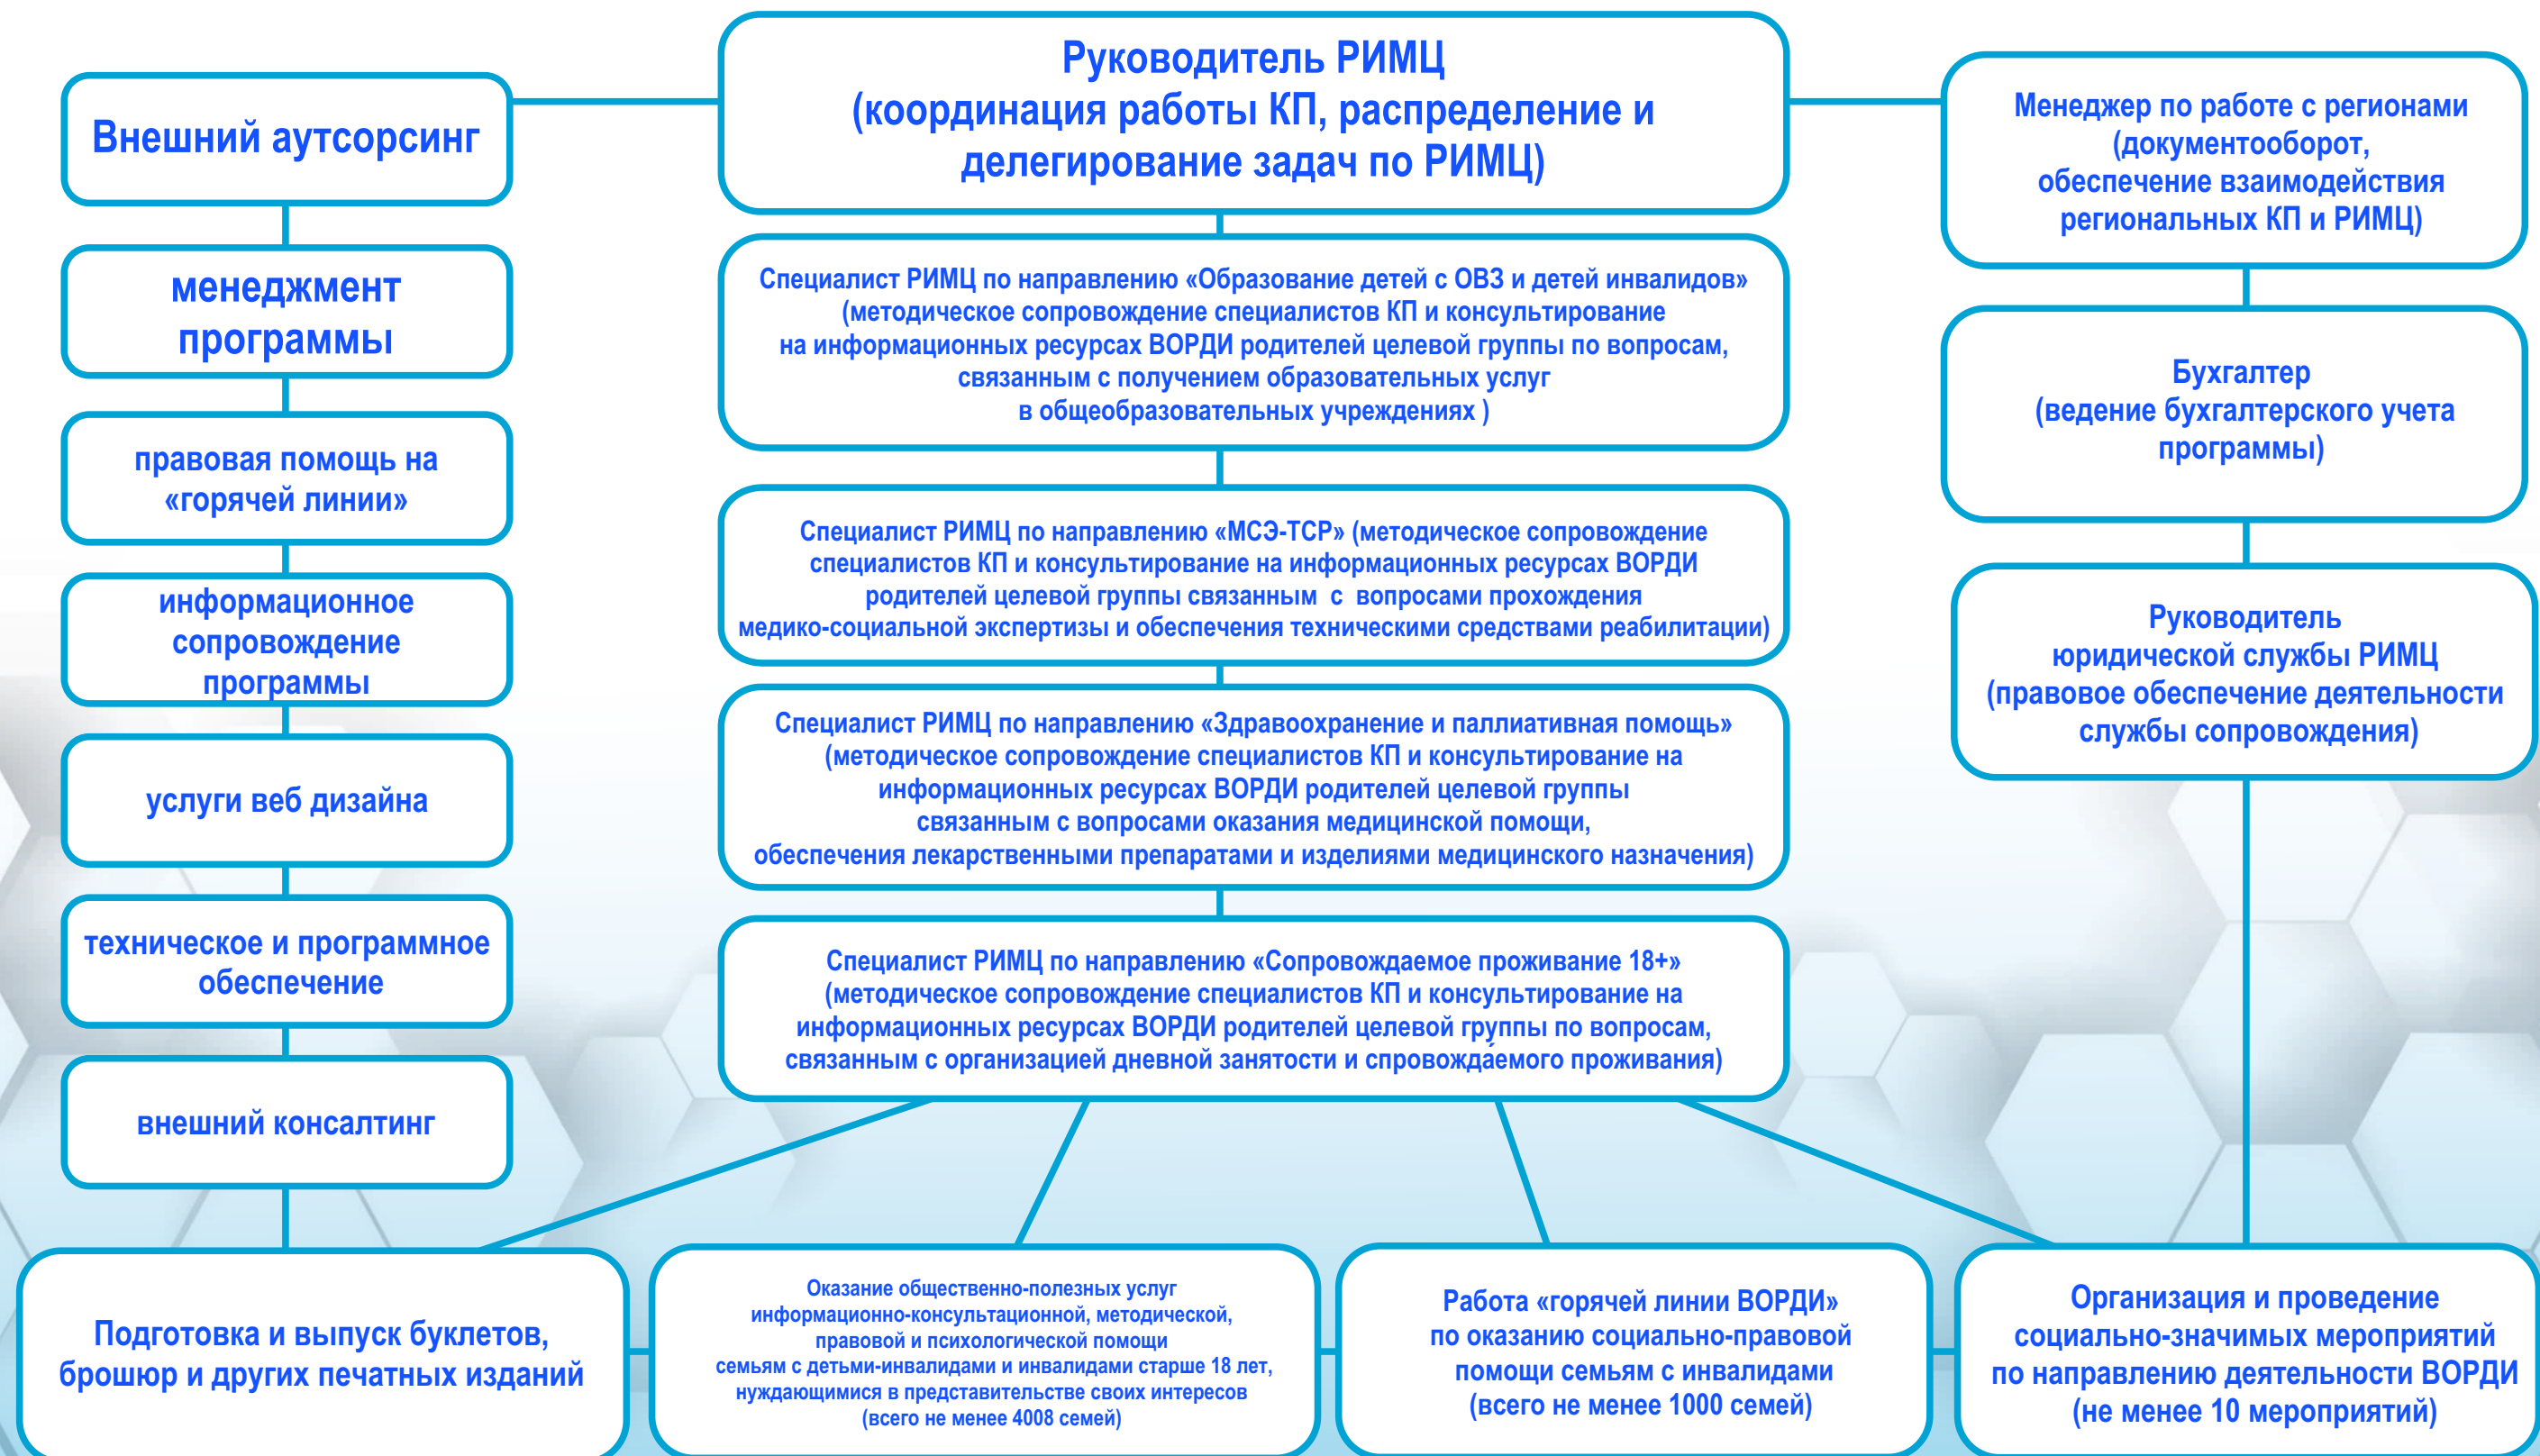 Внешний аутсорсинг
менеджмент
программы
правовая помощь на
«горячей линии»
информационное
сопровождение
программы
услуги веб дизайна
техническое и программное
обеспечение
внешний консалтинг
Руководитель РИМЦ
(координация работы КП, распределение и
делегирование задач по РИМЦ)
Специалист РИМЦ по направлению «Образование детей с ОВЗ и детей инвалидов»
(методическое сопровождение специалистов КП и консультирование
на информационных ресурсах ВОРДИ родителей целевой группы по вопросам,
связанным с получением образовательных услуг
в общеобразовательных учреждениях )
Специалист РИМЦ по направлению «МСЭ-ТСР» (методическое сопровождение
специалистов КП и консультирование на информационных ресурсах ВОРДИ
родителей целевой группы связанным с вопросами прохождения
медико-социальной экспертизы и обеспечения техническими средствами реабилитации)
Специалист РИМЦ по направлению «Здравоохранение и паллиативная помощь»
(методическое сопровождение специалистов КП и консультирование на
информационных ресурсах ВОРДИ родителей целевой группы
связанным с вопросами оказания медицинской помощи,
обеспечения лекарственными препаратами и изделиями медицинского назначения)
Специалист РИМЦ по направлению «Сопровождаемое проживание 18+»
(методическое сопровождение специалистов КП и консультирование на
информационных ресурсах ВОРДИ родителей целевой группы по вопросам,
связанным с организацией дневной занятости и спровожда́емого проживания)
Менеджер по работе с регионами
(документооборот,
обеспечение взаимодействия
региональных КП и РИМЦ)
Бухгалтер
(ведение бухгалтерского учета
программы)
Руководитель
юридической службы РИМЦ
(правовое обеспечение деятельности
службы сопровождения)
Подготовка и выпуск буклетов,
брошюр и других печатных изданий
Оказание общественно-полезных услуг
информационно-консультационной, методической,
правовой и психологической помощи
семьям с детьми-инвалидами и инвалидами старше 18 лет,
нуждающимися в представительстве своих интересов
(всего не менее 4008 семей)
Работа «горячей линии ВОРДИ»
по оказанию социально-правовой
помощи семьям с инвалидами
(всего не менее 1000 семей)
Организация и проведение
социально-значимых мероприятий
по направлению деятельности ВОРДИ
(не менее 10 мероприятий)